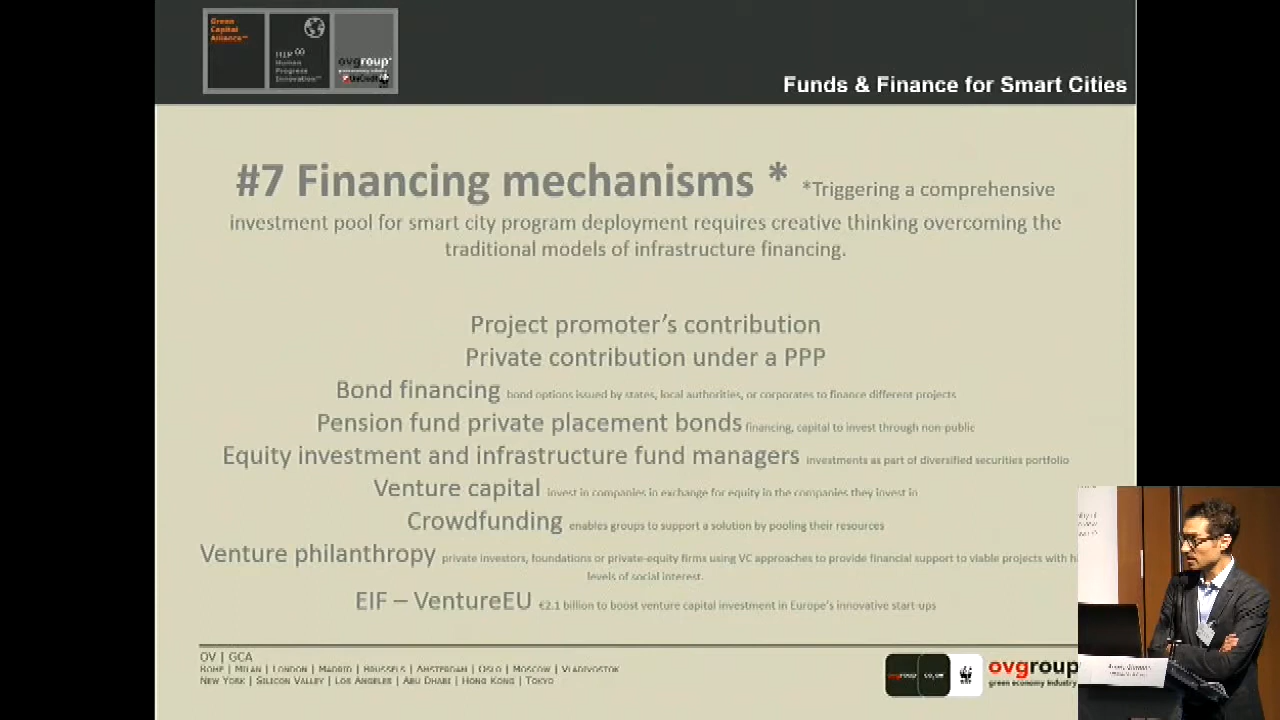 Green
Capital
Alliance™
HIP
Human
Progress
Innovation™
ovgroup
Funds & Finance for Smart Cities
#7 Financing mechanisms * *Triggering a comprehensive
investment pool for smart city program deployment requires creative thinking overcoming the
traditional models of infrastructure financing.
Project promoter’s contribution
Private contribution under a PPP
Bond financing bond options issued by states, local authorities, or corporates to finance different projects
Pension fund private placement bonds financing, capital to invest through non-public
Equity investment and infrastructure fund managers investments as part of diversified securities portfolio
Venture capital invest in companies in exchange for equity in the companies they invest in
Crowdfunding enables groups to support a solution by pooling their resources
Venture philanthropy private investors, foundations or private-equity firms using VC approaches to provide financial support to viable projects with
levels of social interest.
EIF – VentureEU €2.1 billion to boost venture capital investment in Europe’s innovative start-ups
OV | GCA
Rome | Milan | London | Madrid | Brussels | Amsterdam | Oslo | Moscow | Vladivostok
New York | Silicon Valley | Los Angeles | Abu Dhabi | Hong Kong | Tokyo
ovgroup
WWF
ovgroup
green economy industry